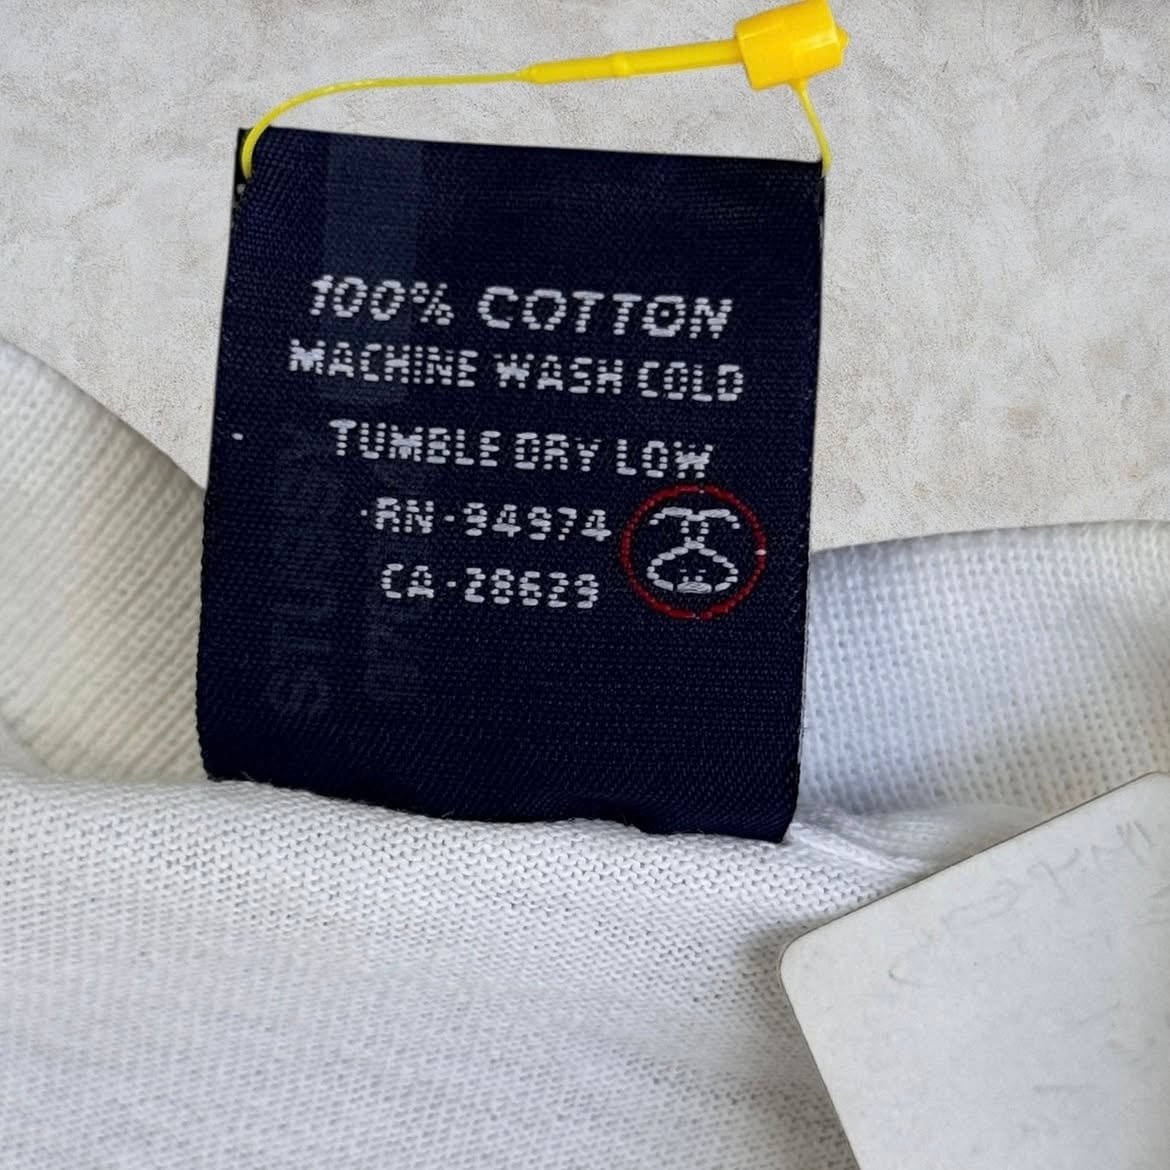 100% COTTON
MACHINE WASH COLD
TUMBLE DRY LOW
·RN·94974
CA·28629